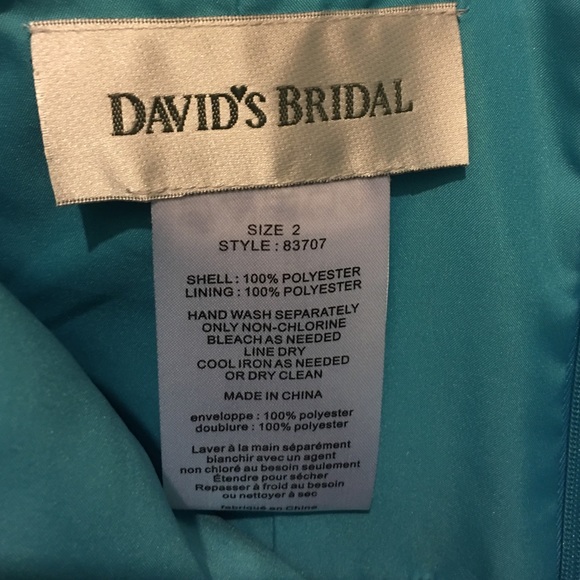 DAVID'S BRIDAL
SIZE 2
STYLE : 83707
SHELL : 100% POLYESTER
LINING : 100% POLYESTER
HAND WASH SEPARATELY
ONLY NON-CHLORINE
BLEACH AS NEEDED
LINE DRY
COOL IRON AS NEEDED
OR DRY CLEAN
MADE IN CHINA
enveloppe : 100% polyester
doublure : 100% polyester
Laver à la main séparément
blanchir avec un agent
non chloré au besoin seulement
Étendre pour sécher
Repasser à froid au besoin
ou nettoyer à sec
fabriqué en Chine